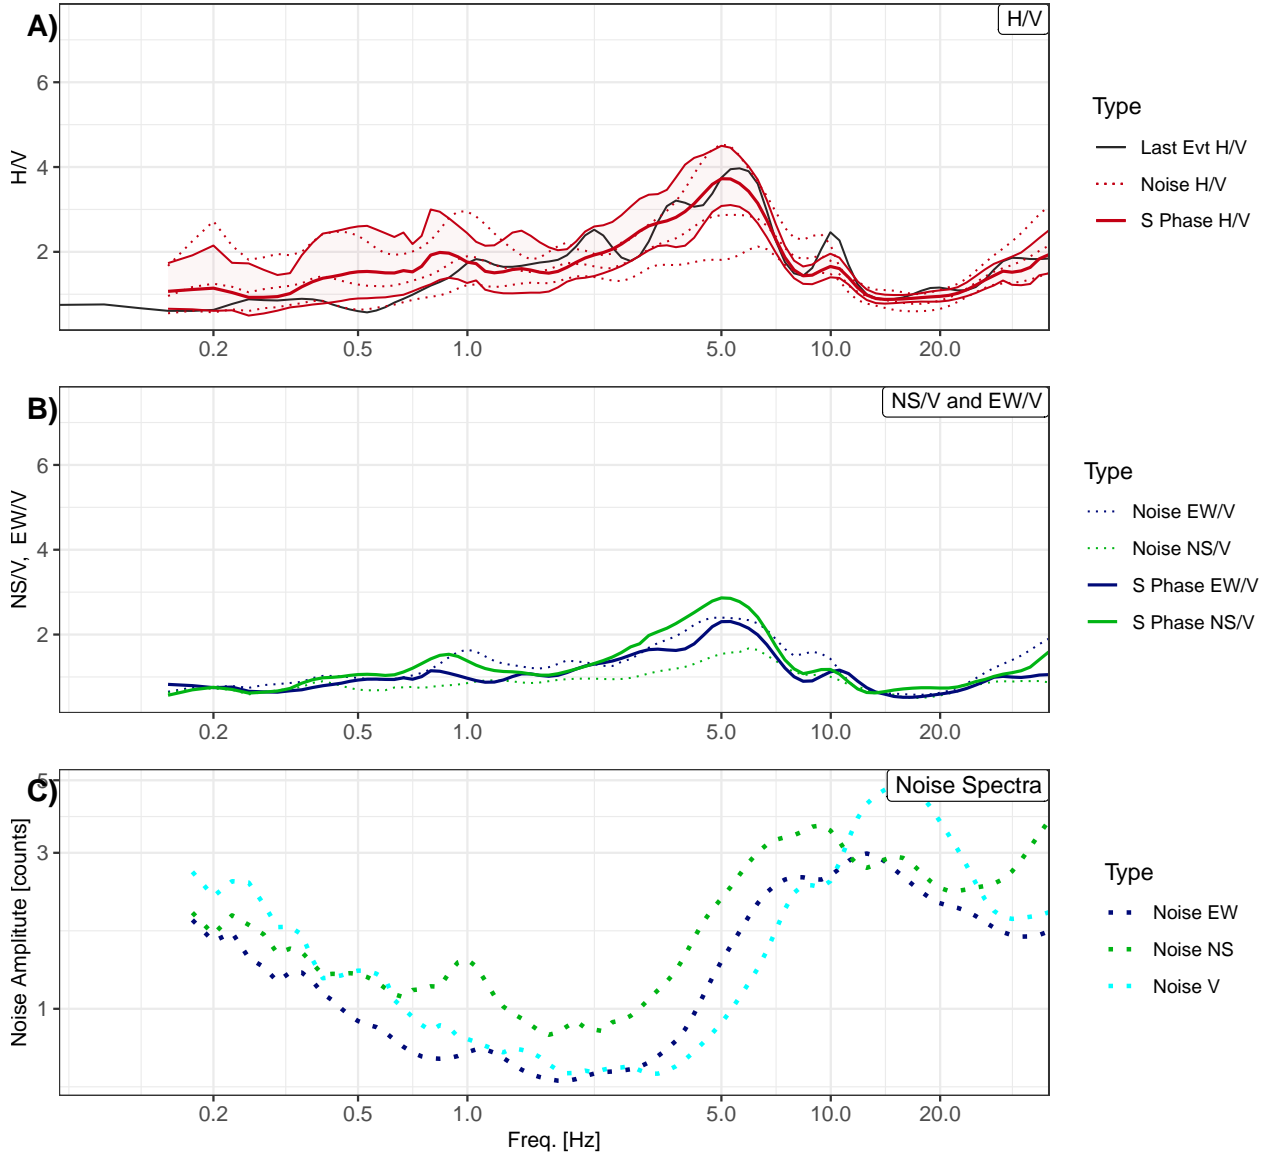 A)
H/V
6
4
2
H/V
0.2 0.5 1.0 5.0 10.0 20.0
Type
Last Evt H/V
Noise H/V
S Phase H/V
B)
NS/V and EW/V
6
4
2
NS/V, EW/V
0.2 0.5 1.0 5.0 10.0 20.0
Type
Noise EW/V
Noise NS/V
S Phase EW/V
S Phase NS/V
C)
Noise Spectra
5
3
1
Noise Amplitude [counts]
0.2 0.5 1.0 5.0 10.0 20.0
Freq. [Hz]
Type
Noise EW
Noise NS
Noise V